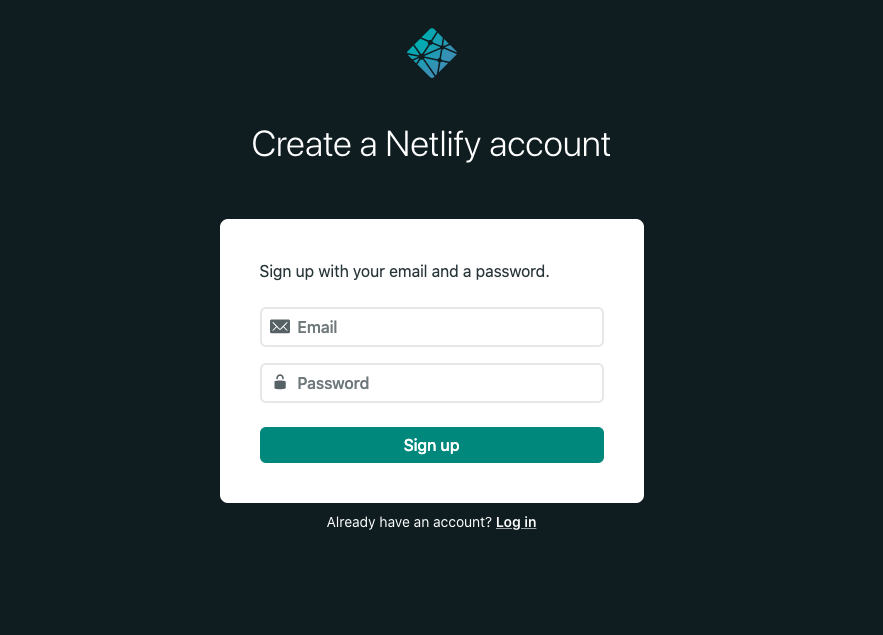 Create a Netlify account
Sign up with your email and a password.
Email
Password
Sign up
Already have an account? Log in